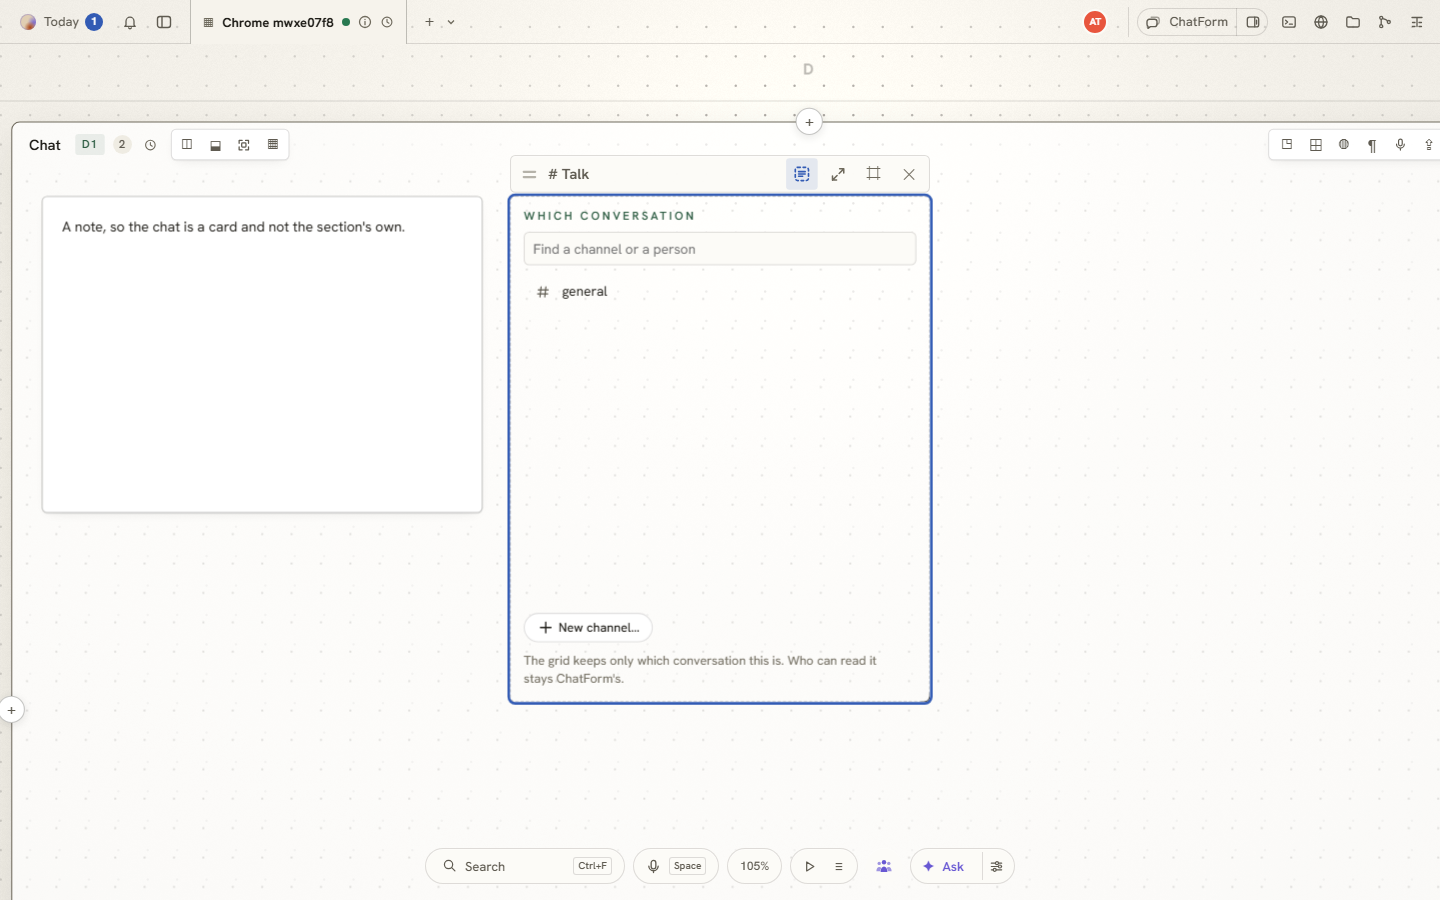 Today 1
Chrome mwxe07f8
AT
ChatForm
D
Chat D1 2
# Talk
A note, so the chat is a card and not the section's own.
WHICH CONVERSATION
Find a channel or a person
# general
+ New channel...
The grid keeps only which conversation this is. Who can read it
stays ChatForm's.
Search Ctrl+F Space 105% Ask